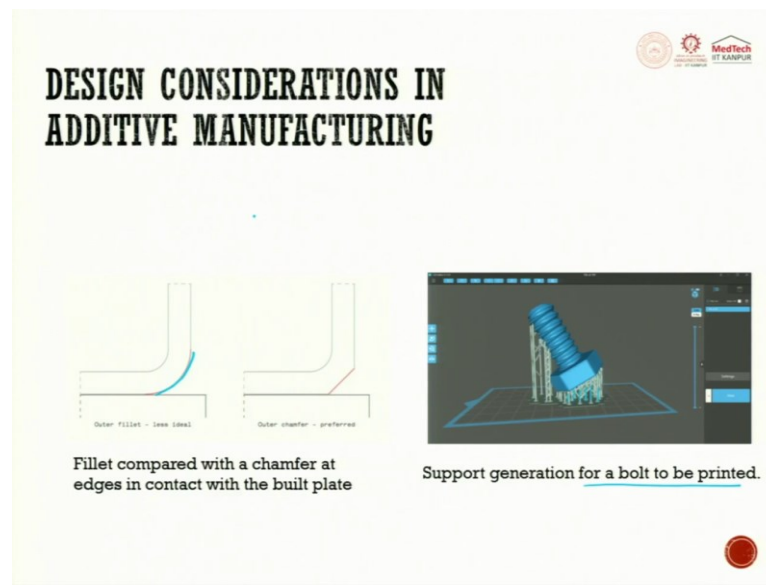 MedTech
IIT KANPUR
DESIGN CONSIDERATIONS IN
ADDITIVE MANUFACTURING
Outer fillet - less ideal
Outer chamfer - preferred
Fillet compared with a chamfer at
edges in contact with the built plate
Support generation for a bolt to be printed.